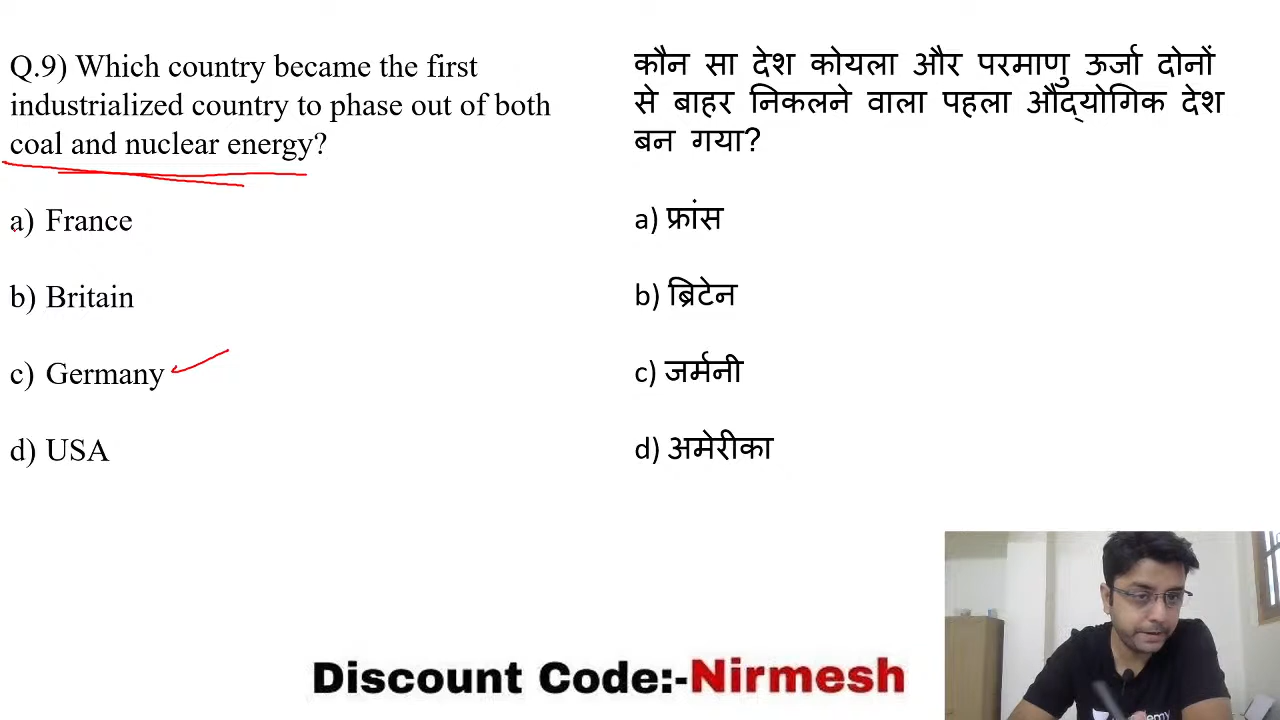 Q.9) Which country became the first
industrialized country to phase out of both
coal and nuclear energy?
a) France
b) Britain
c) Germany
d) USA
कौन सा देश कोयला और परमाणु ऊर्जा दोनों
से बाहर निकलने वाला पहला औद्योगिक देश
बन गया?
a) फ्रांस
b) ब्रिटेन
c) जर्मनी
d) अमेरीका
Discount Code:-Nirmesh